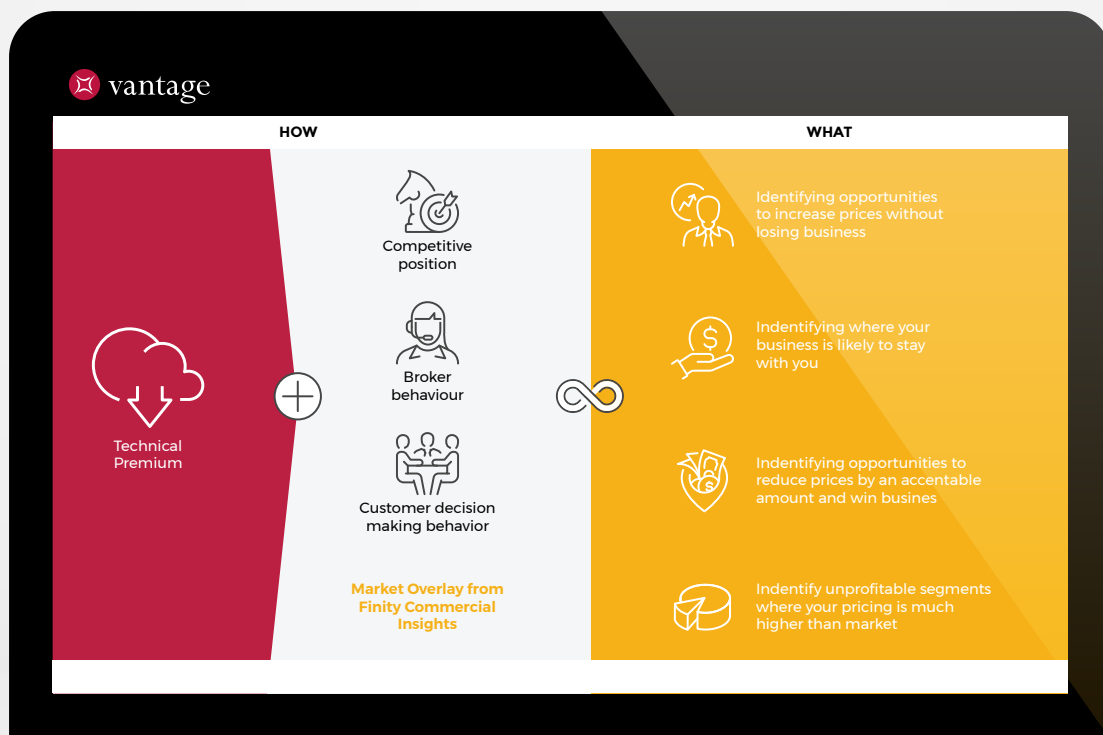 vantage
HOW
WHAT
Technical
Premium
Competitive
position
Broker
behaviour
Customer decision
making behavior
Market Overlay from
Finity Commercial
Insights
Identifying opportunities
to increase prices without
losing business
Indentifying where your
business is likely to stay
with you
Indentifying opportunities to
reduce prices by an accentable
amount and win busines
Indentify unprofitable segments
where your pricing is much
higher than market